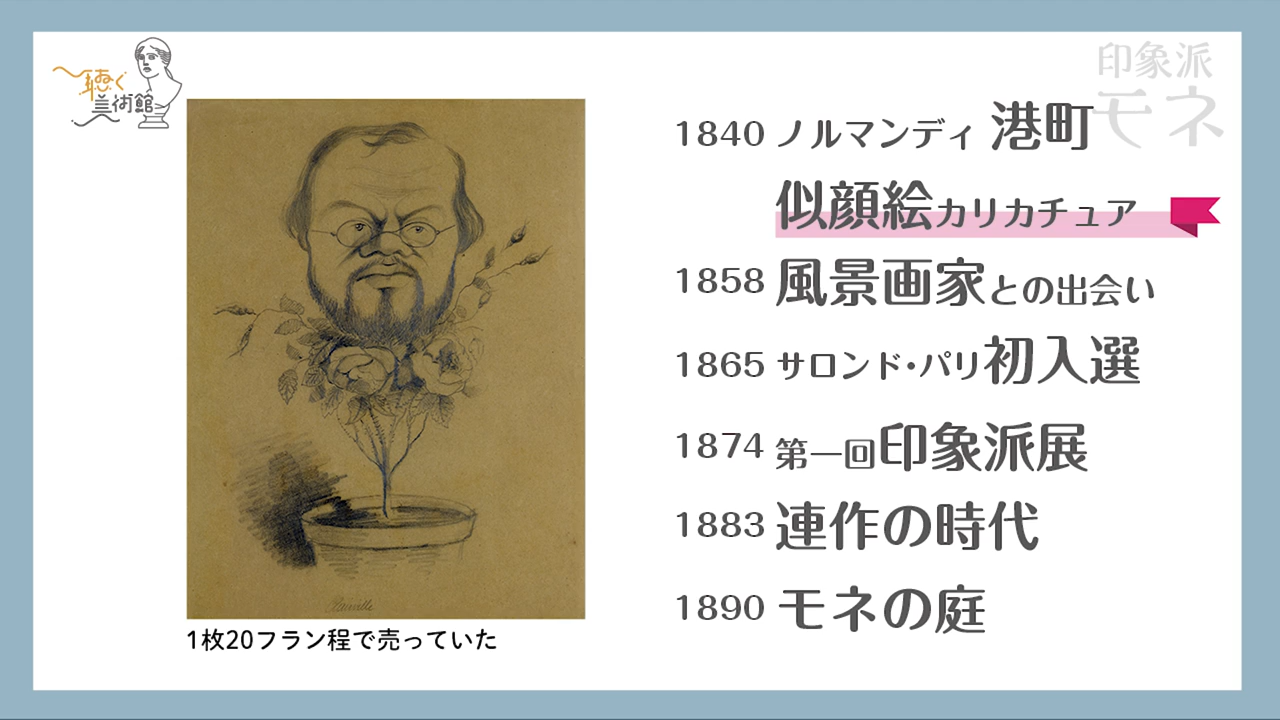 聴く
美術館
印象派
モネ
1840 ノルマンディ 港町
似顔絵カリカチュア
1858 風景画家との出会い
1865 サロンド・パリ初入選
1874 第一回印象派展
1883 連作の時代
1890 モネの庭
1枚20フラン程で売っていた